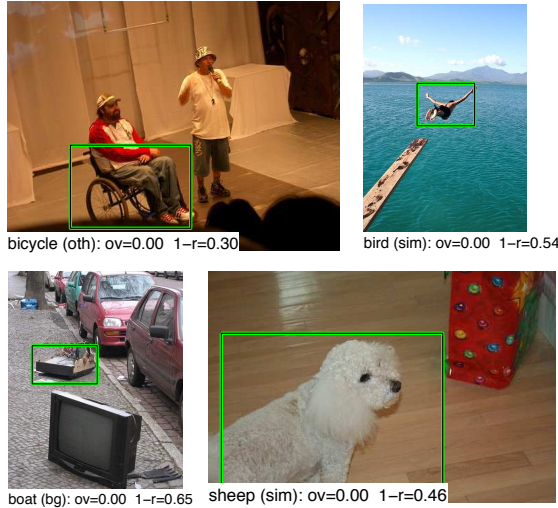 bicycle (oth): ov=0.00 1−r=0.30
bird (sim): ov=0.00 1−r=0.54
boat (bg): ov=0.00 1−r=0.65
sheep (sim): ov=0.00 1−r=0.46